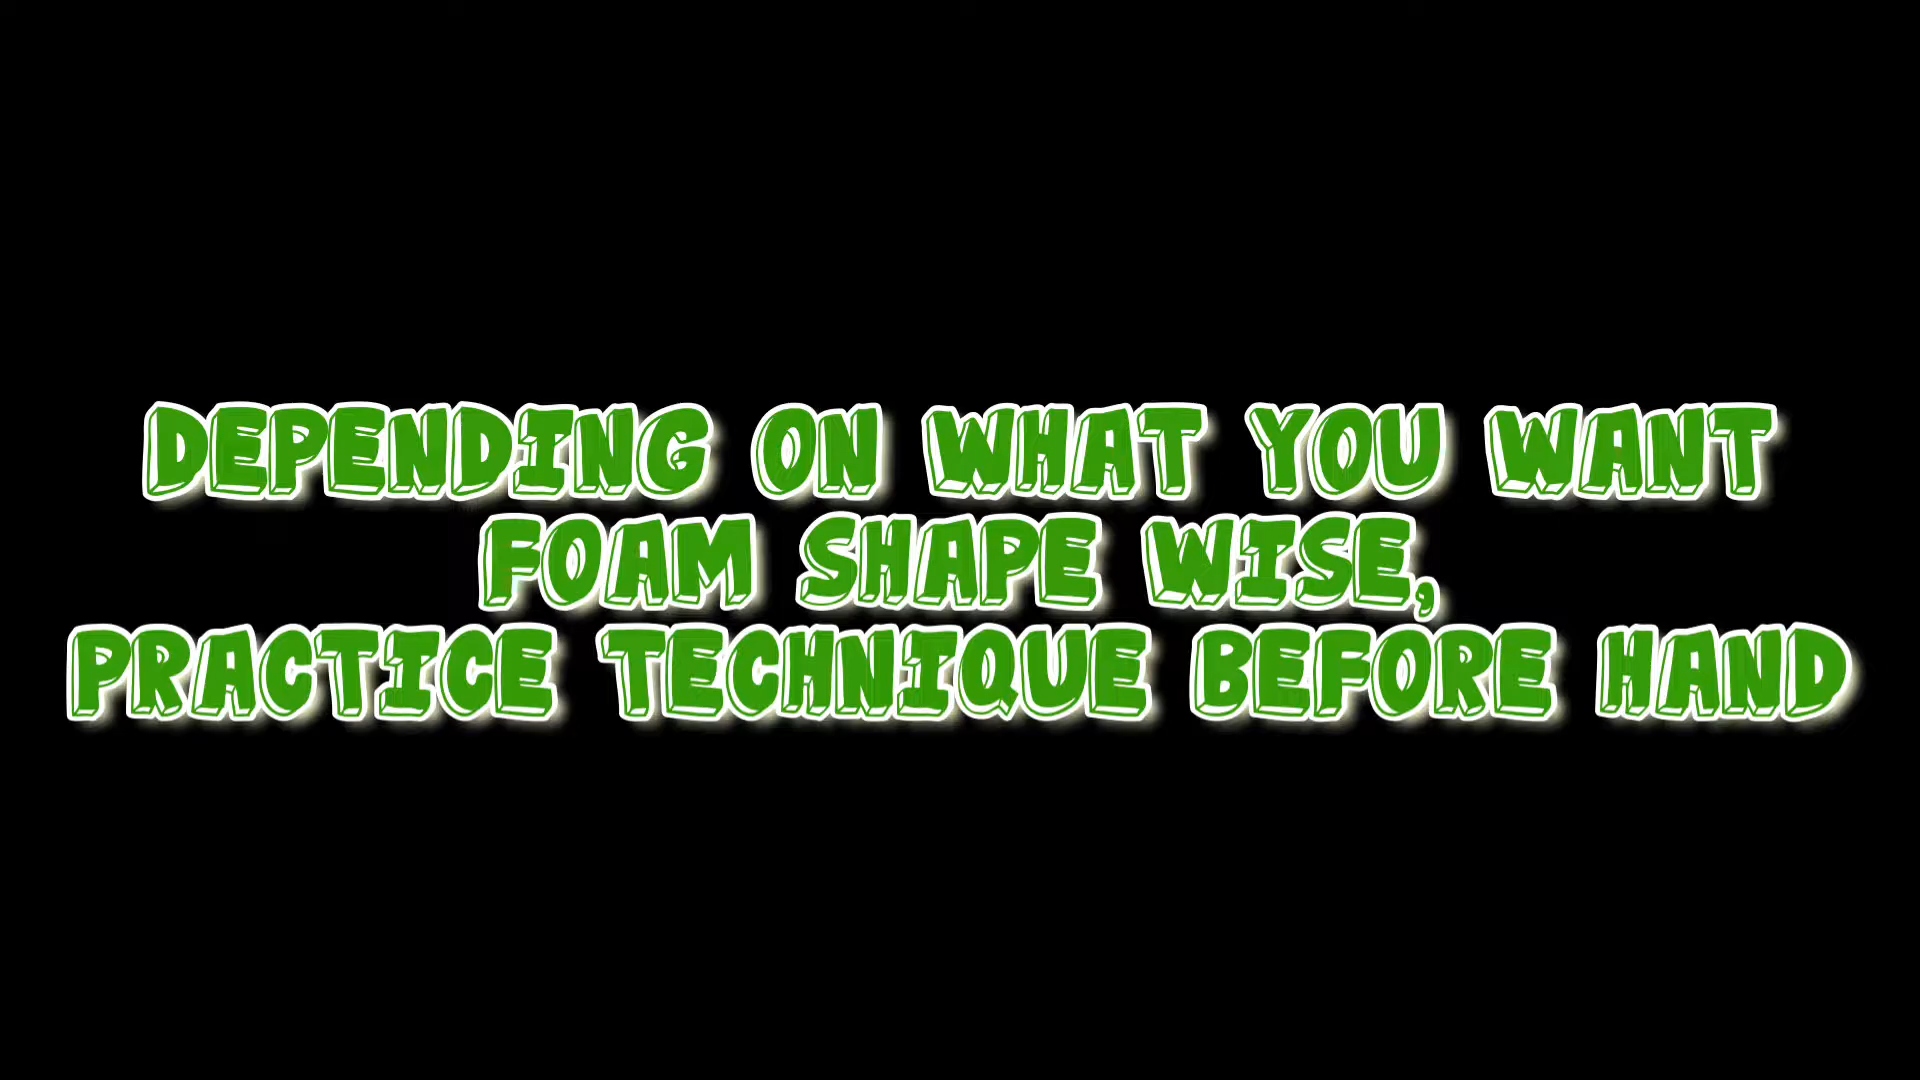 DEPENDING ON WHAT YOU WANT
FOAM SHAPE WISE,
PRACTICE TECHNIQUE BEFORE HAND